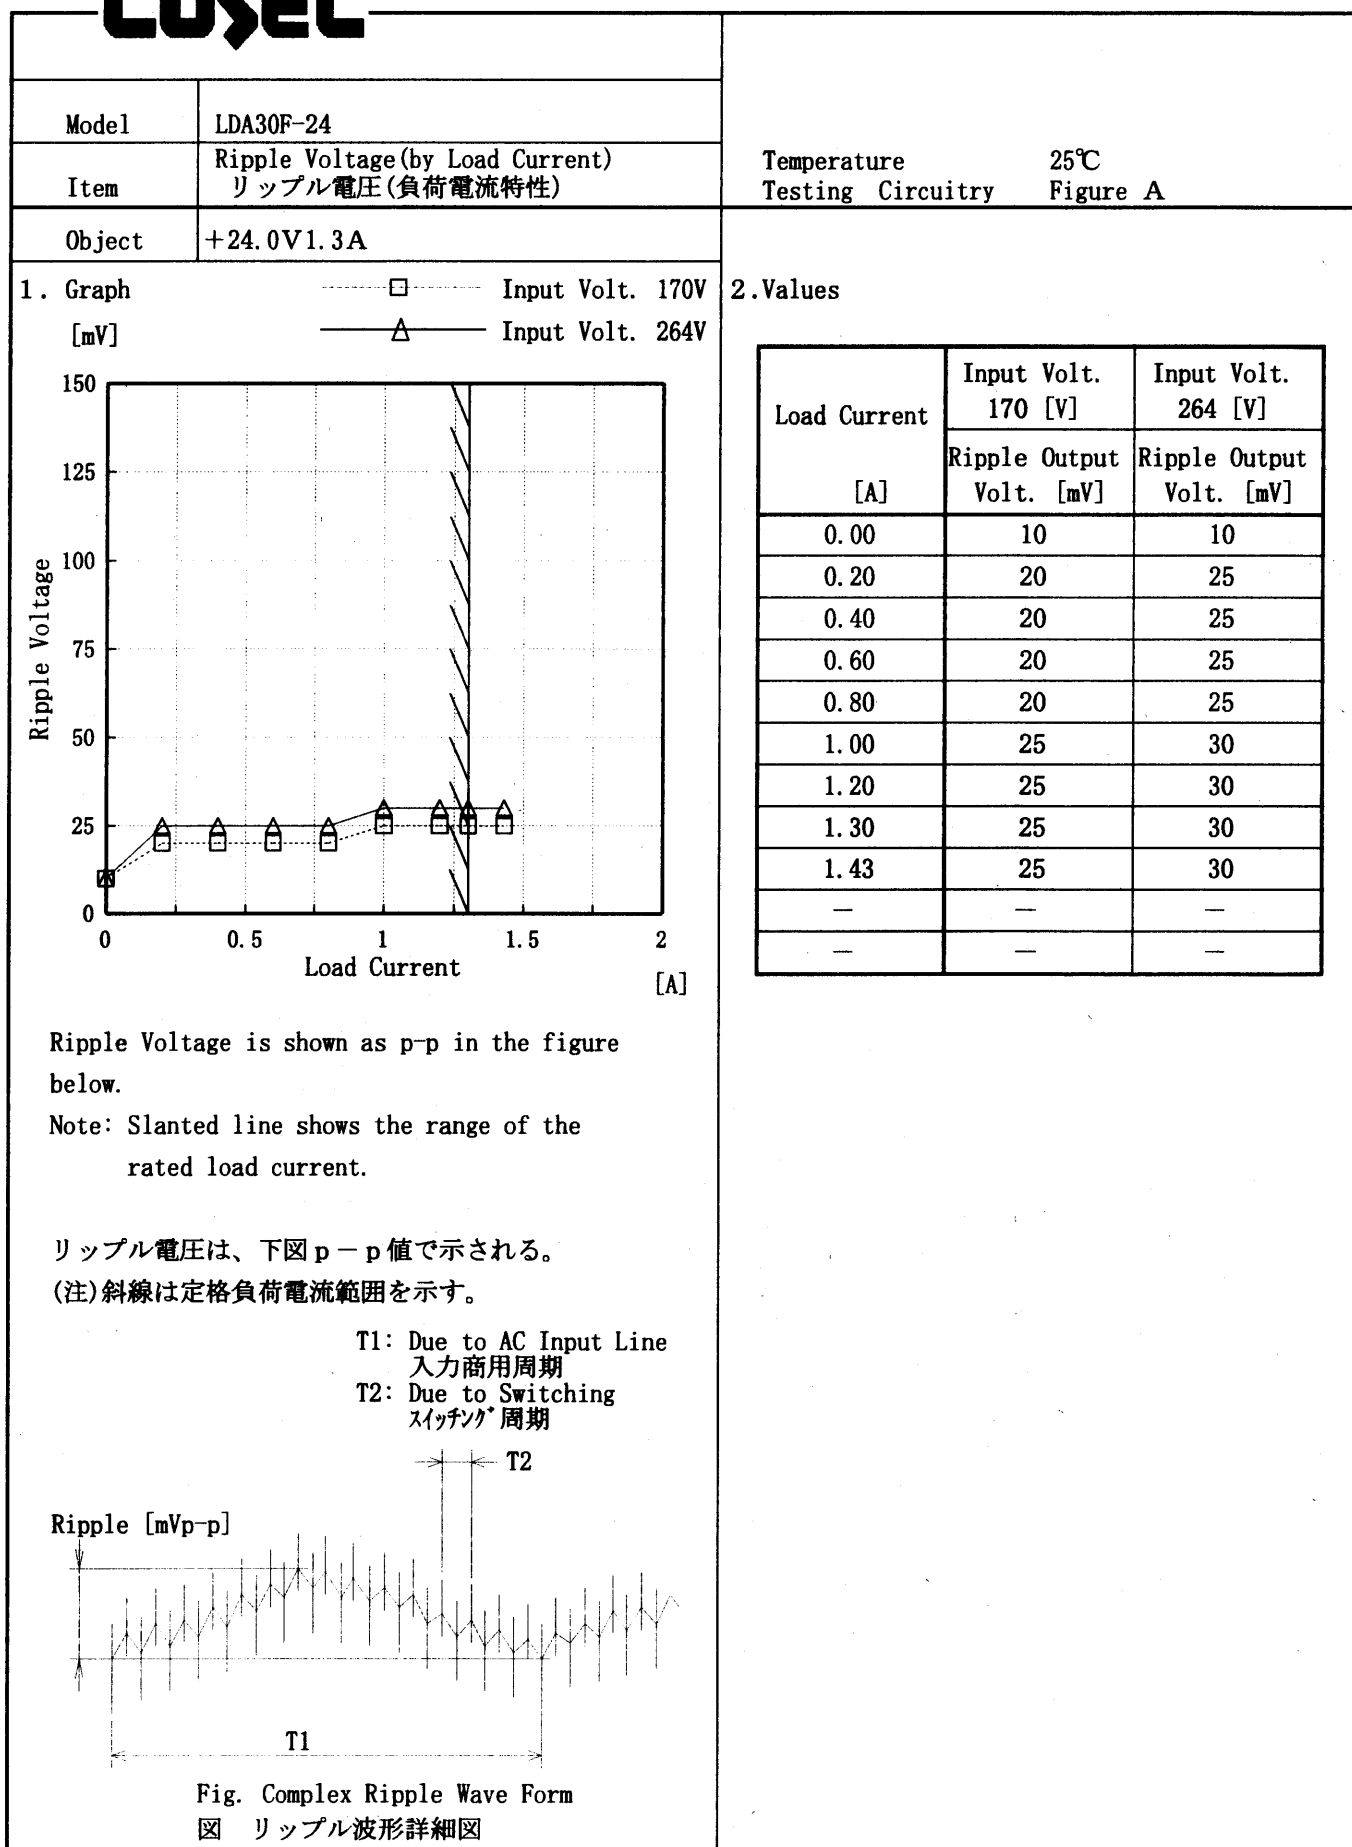 COSEL
Model LDA30F-24
Item Ripple Voltage(by Load Current)
リップル電圧(負荷電流特性)
Temperature 25℃
Testing Circuitry Figure A
Object +24.0V1.3A
1. Graph
[mV]
Input Volt. 170V
Input Volt. 264V
150
125
100
75
50
25
0
Ripple Voltage
0 0.5 1 1.5 2
Load Current
[A]
2.Values
Load Current [A]
Input Volt. 170 [V]
Input Volt. 264 [V]
Ripple Output Volt. [mV]
Ripple Output Volt. [mV]
0.00 10 10
0.20 20 25
0.40 20 25
0.60 20 25
0.80 20 25
1.00 25 30
1.20 25 30
1.30 25 30
1.43 25 30
— — —
— — —
Ripple Voltage is shown as p-p in the figure
below.
Note: Slanted line shows the range of the
rated load current.
リップル電圧は、下図p-p値で示される。
(注)斜線は定格負荷電流範囲を示す。
T1: Due to AC Input Line
入力商用周期
T2: Due to Switching
スイッチング周期
T2
Ripple [mVp-p]
T1
Fig. Complex Ripple Wave Form
図 リップル波形詳細図